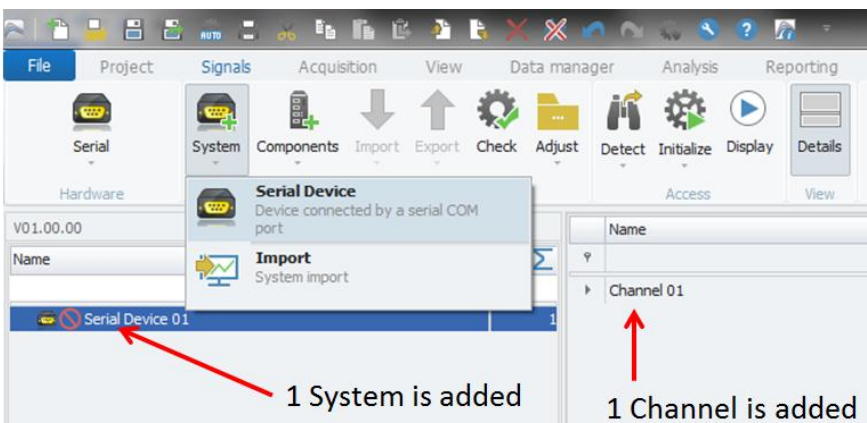 AUTO
File Project Signals Acquisition View Data manager Analysis Reporting
Serial System Components Import Export Check Adjust Detect Initialize Display Details
Hardware Access View
Serial Device
Device connected by a serial COM
port
Import
System import
V01.00.00
Name Σ
Name
Serial Device 01 1
Channel 01
1 System is added
1 Channel is added